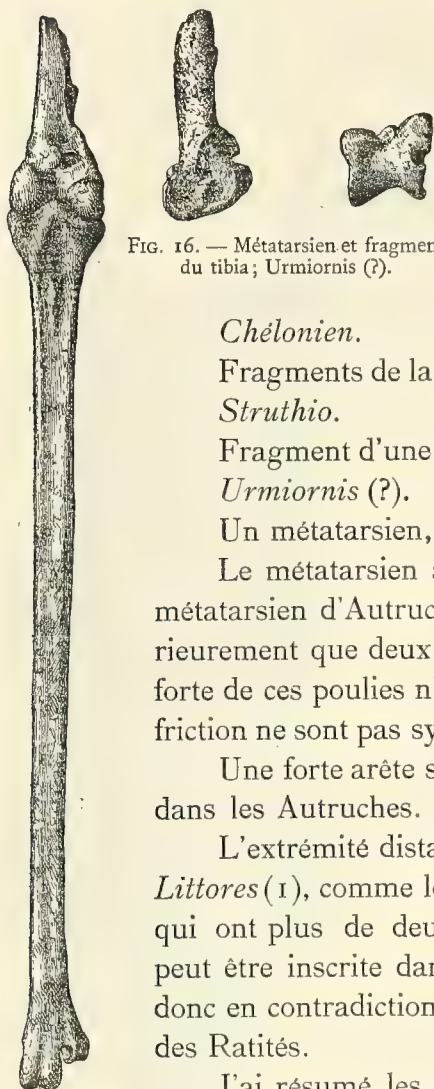 FIG. 16. — Métatarsien et fragment
du tibia; Urmiornis (?).
Chélonien.
Fragments de la
Struthio.
Fragment d'une
Urmiornis (?).
Un métatarsien,
Le métatarsien
métatarsien d'Autruc
rieurement que deux
forte de ces poulies n
friction ne sont pas sy
Une forte arête s
dans les Autruches.
L'extrémité dista
Littores (1), comme l
qui ont plus de deu
peut être inscrite dan
donc en contradiction
des Ratités.
J'ai résumé les